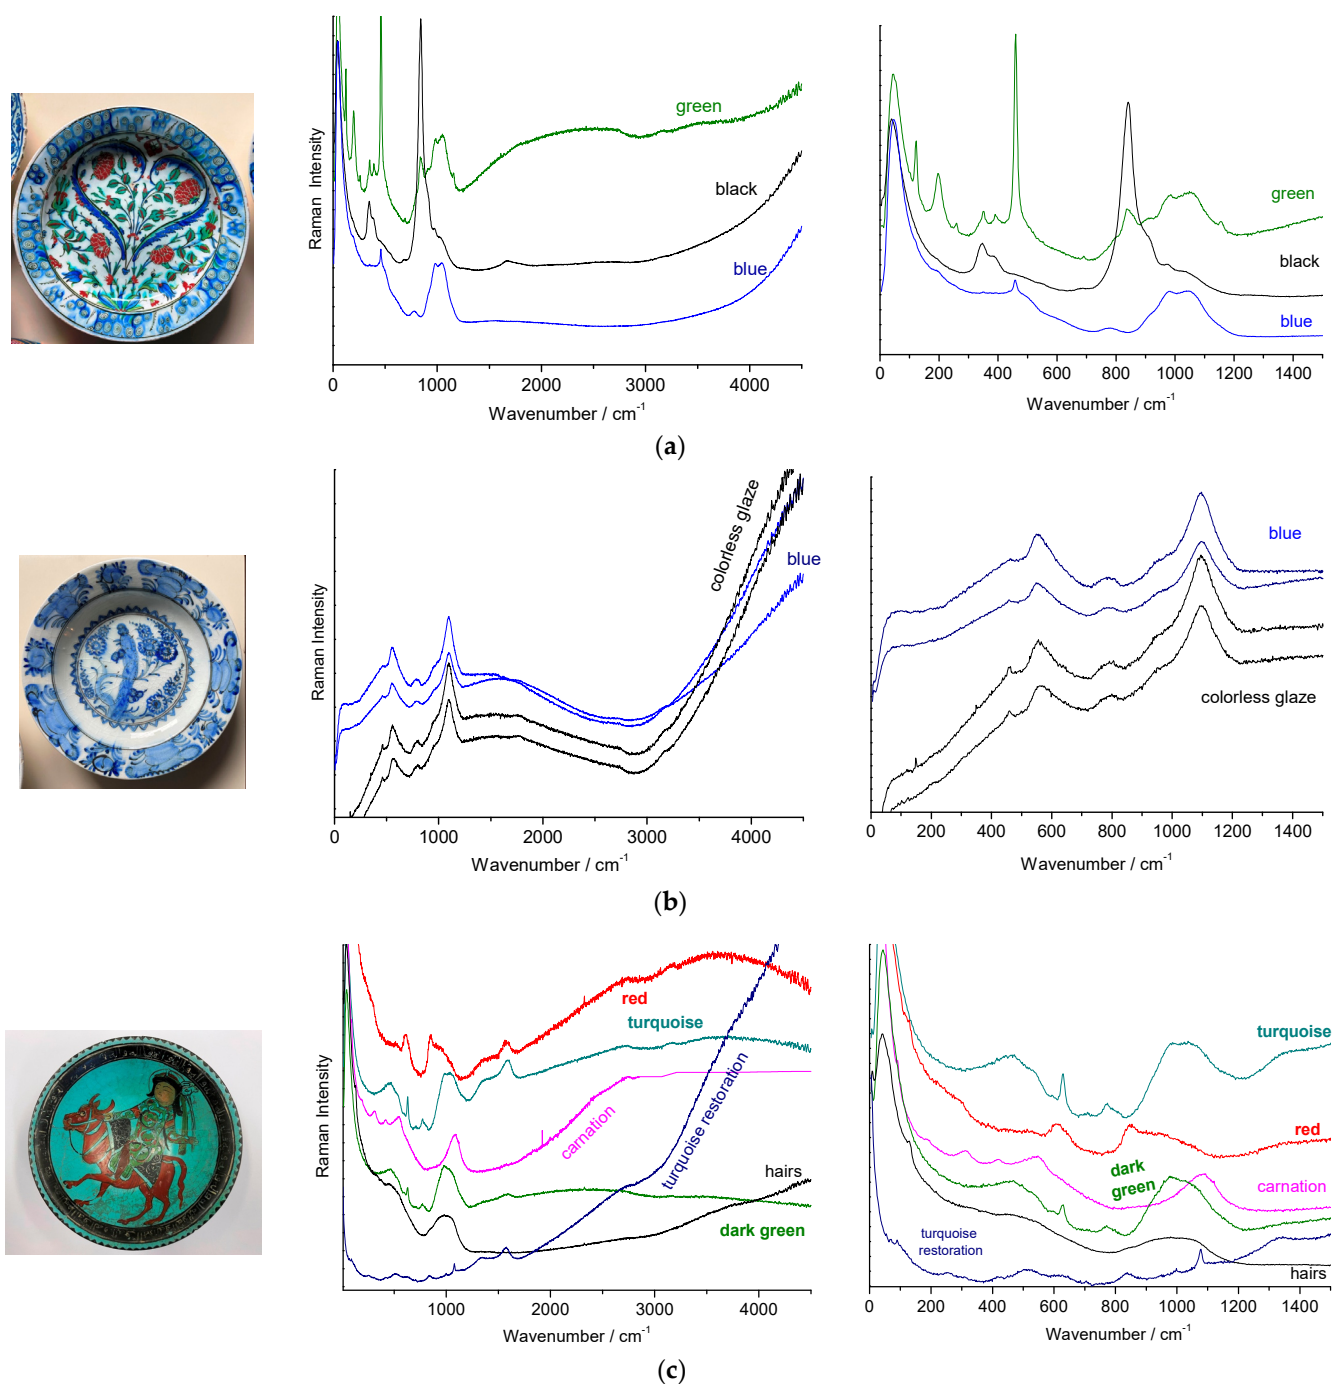 Raman Intensity
green
black
blue
0 1000 2000 3000 4000
Wavenumber / cm-1
green
black
blue
0 200 400 600 800 1000 1200 1400
Wavenumber / cm-1
(a)
Raman Intensity
colorless glaze
blue
0 1000 2000 3000 4000
Wavenumber / cm-1
blue
colorless glaze
0 200 400 600 800 1000 1200 1400
Wavenumber / cm-1
(b)
Raman Intensity
red
turquoise
carnation
turquoise restoration
hairs
dark green
1000 2000 3000 4000
Wavenumber / cm-1
turquoise
red
dark
green
carnation
turquoise
restoration
hairs
0 200 400 600 800 1000 1200 1400
Wavenumber / cm-1
(c)